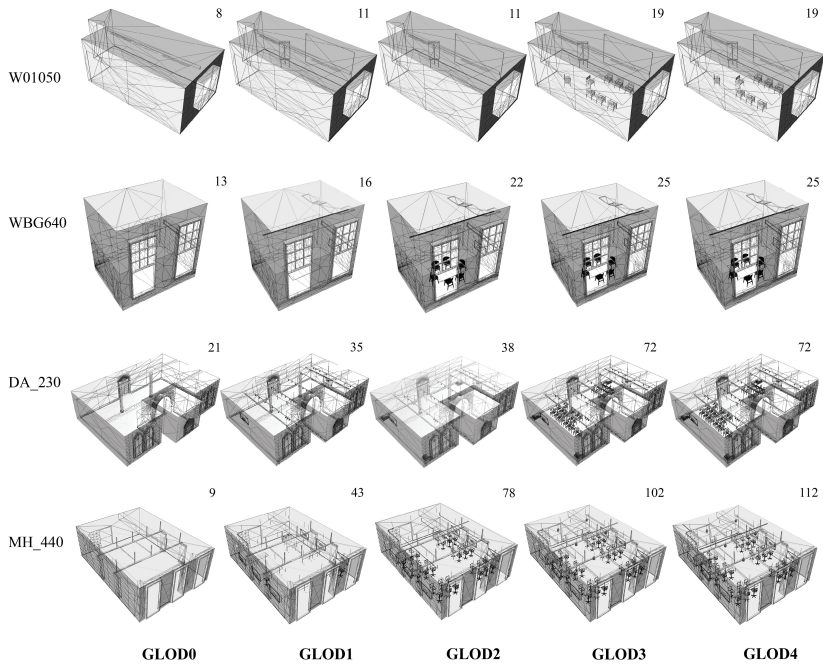 8 11 11 19 19
W01050
13 16 22 25 25
WBG640
21 35 38 72 72
DA_230
9 43 78 102 112
MH_440
GLOD0 GLOD1 GLOD2 GLOD3 GLOD4